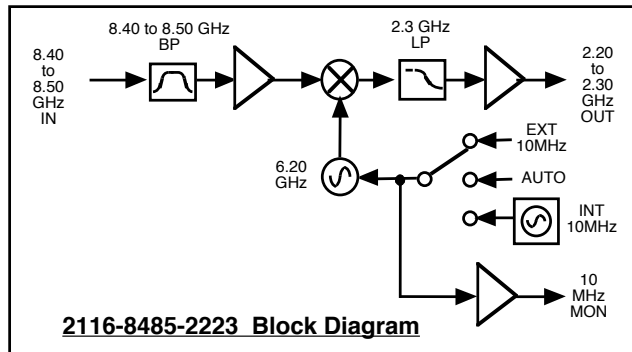 8.40 to 8.50 GHz
BP
2.3 GHz
LP
8.40
to
8.50
GHz
IN
2.20
to
2.30
GHz
OUT
6.20
GHz
EXT
10MHz
AUTO
INT
10MHz
10
MHz
MON
2116-8485-2223 Block Diagram